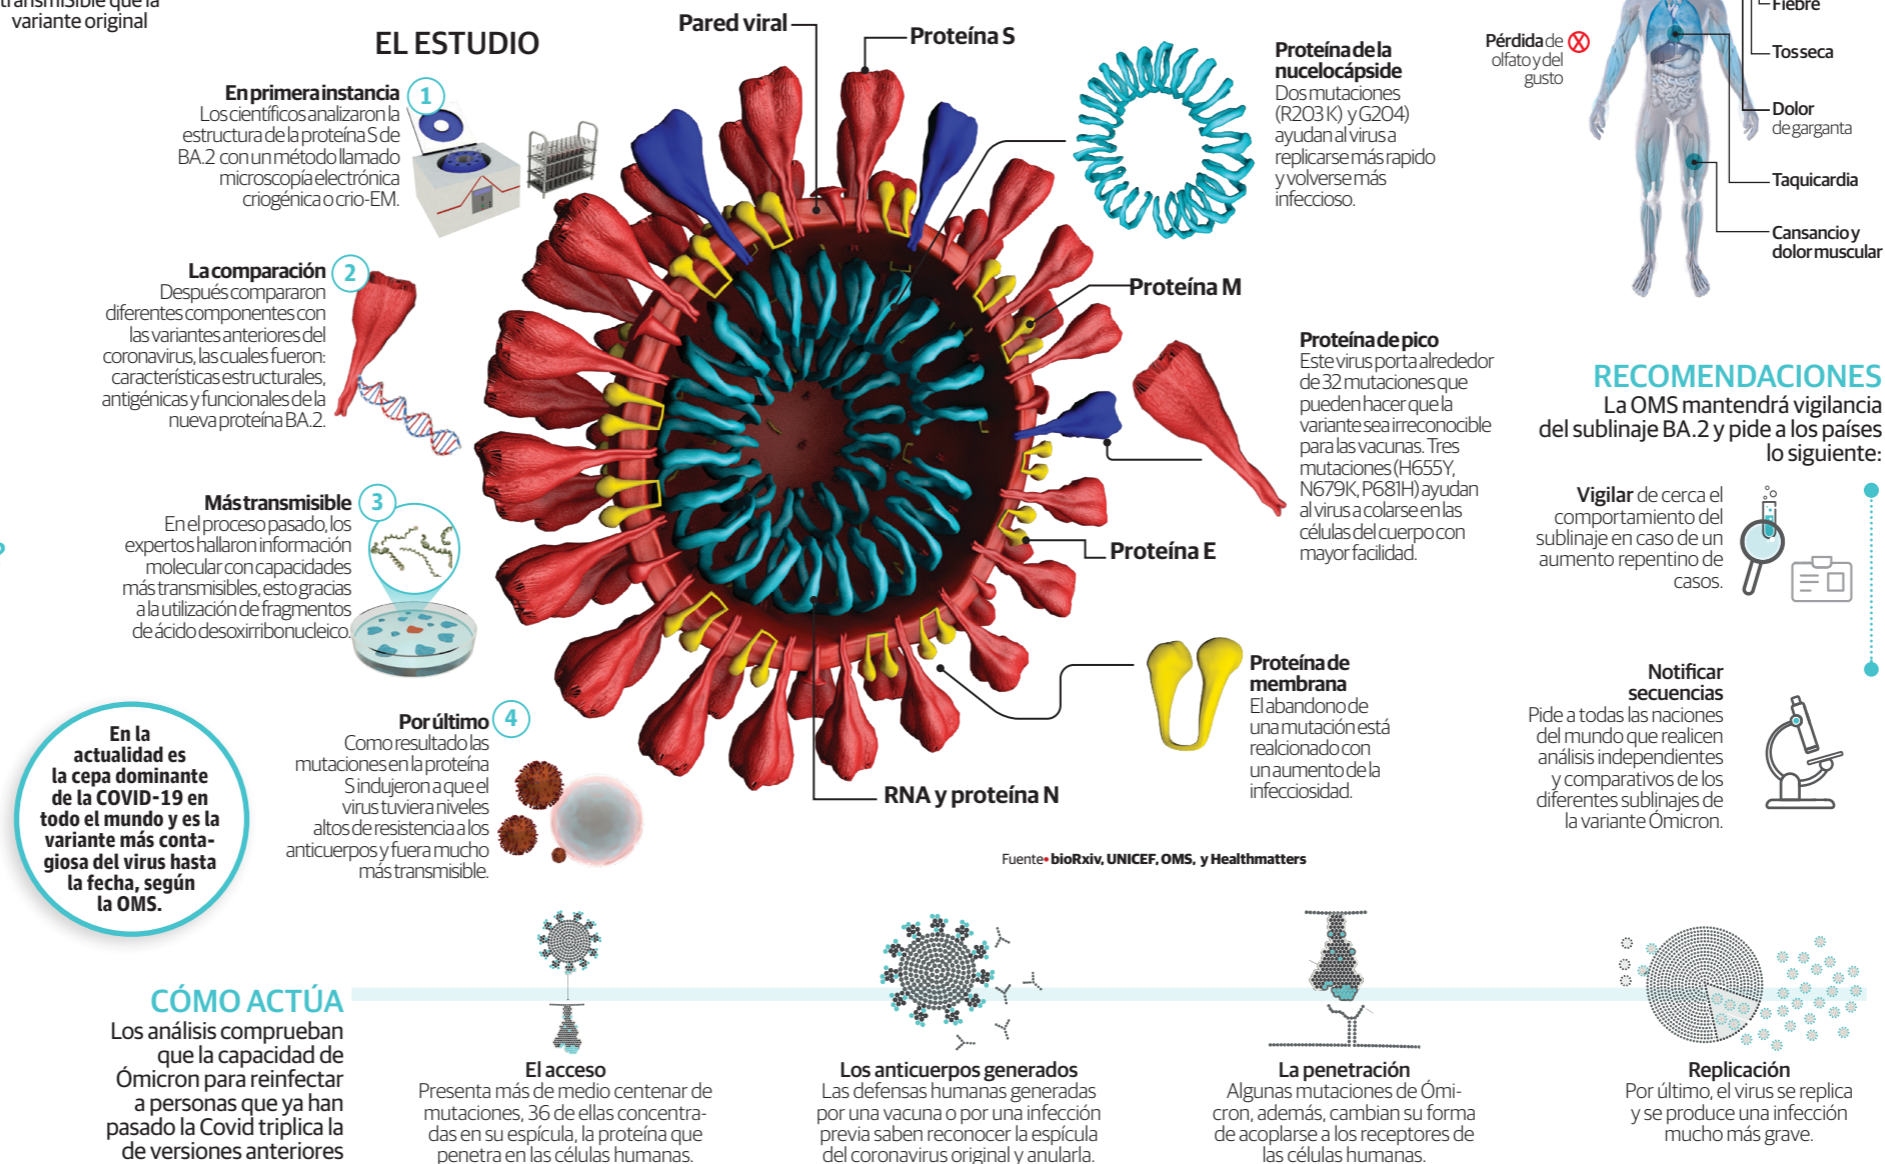 transmisible que la
variante original
EL ESTUDIO
En primera instancia
1
Los científicos analizaron la
estructura de la proteína S de
BA.2 con un método llamado
microscopía electrónica
criogénica o crio-EM.
La comparación
2
Después compararon
diferentes componentes con
las variantes anteriores del
coronavirus, las cuales fueron:
características estructurales,
antigénicas y funcionales de la
nueva proteína BA.2.
Más transmisible
3
En el proceso pasado, los
expertos hallaron información
molecular con capacidades
más transmisibles, esto gracias
a la utilización de fragmentos
de ácido desoxirribonucleico.
Por último
4
Como resultado las
mutaciones en la proteína
S indujeron a que el
virus tuviera niveles
altos de resistencia a los
anticuerpos y fuera mucho
más transmisible.
En la
actualidad es
la cepa dominante
de la COVID-19 en
todo el mundo y es la
variante más conta-
giosa del virus hasta
la fecha, según
la OMS.
Pared viral
Proteína S
Proteína M
Proteína E
RNA y proteína N
Proteína de la
nucelocápside
Dos mutaciones
(R203 K) y G204)
ayudan al virus a
replicarse más rapido
y volverse más
infeccioso.
Proteína de pico
Este virus porta alrededor
de 32 mutaciones que
pueden hacer que la
variante sea irreconocible
para las vacunas. Tres
mutaciones (H655Y,
N679K, P681H) ayudan
al virus a colarse en las
células del cuerpo con
mayor facilidad.
Proteína de
membrana
El abandono de
una mutación está
realcionado con
un aumento de la
infecciosidad.
Fuente• bioRxiv, UNICEF, OMS, y Healthmatters
Pérdida de
olfato y del
gusto
Fiebre
Tos seca
Dolor
de garganta
Taquicardia
Cansancio y
dolor muscular
RECOMENDACIONES
La OMS mantendrá vigilancia
del sublinaje BA.2 y pide a los países
lo siguiente:
Vigilar de cerca el
comportamiento del
sublinaje en caso de un
aumento repentino de
casos.
Notificar
secuencias
Pide a todas las naciones
del mundo que realicen
análisis independientes
y comparativos de los
diferentes sublinajes de
la variante Ómicron.
CÓMO ACTÚA
Los análisis comprueban
que la capacidad de
Ómicron para reinfectar
a personas que ya han
pasado la Covid triplica la
de versiones anteriores
El acceso
Presenta más de medio centenar de
mutaciones, 36 de ellas concentra-
das en su espícula, la proteína que
penetra en las células humanas.
Los anticuerpos generados
Las defensas humanas generadas
por una vacuna o por una infección
previa saben reconocer la espícula
del coronavirus original y anularla.
La penetración
Algunas mutaciones de Ómi-
cron, además, cambian su forma
de acoplarse a los receptores de
las células humanas.
Replicación
Por último, el virus se replica
y se produce una infección
mucho más grave.